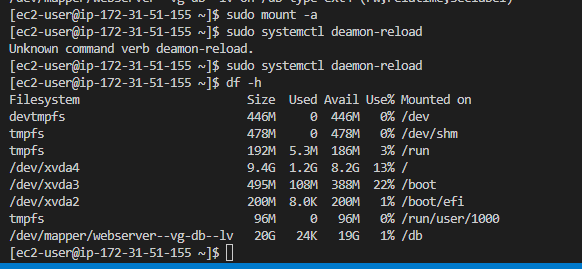 [ec2-user@ip-172-31-51-155 ~]$ sudo mount -a
[ec2-user@ip-172-31-51-155 ~]$ sudo systemctl deamon-reload
Unknown command verb deamon-reload.
[ec2-user@ip-172-31-51-155 ~]$ sudo systemctl daemon-reload
[ec2-user@ip-172-31-51-155 ~]$ df -h
Filesystem Size Used Avail Use% Mounted on
devtmpfs 446M 0 446M 0% /dev
tmpfs 478M 0 478M 0% /dev/shm
tmpfs 192M 5.3M 186M 3% /run
/dev/xvda4 9.4G 1.2G 8.2G 13% /
/dev/xvda3 495M 108M 388M 22% /boot
/dev/xvda2 200M 8.0K 200M 1% /boot/efi
tmpfs 96M 0 96M 0% /run/user/1000
/dev/mapper/webserver--vg-db--lv 20G 24K 19G 1% /db
[ec2-user@ip-172-31-51-155 ~]$